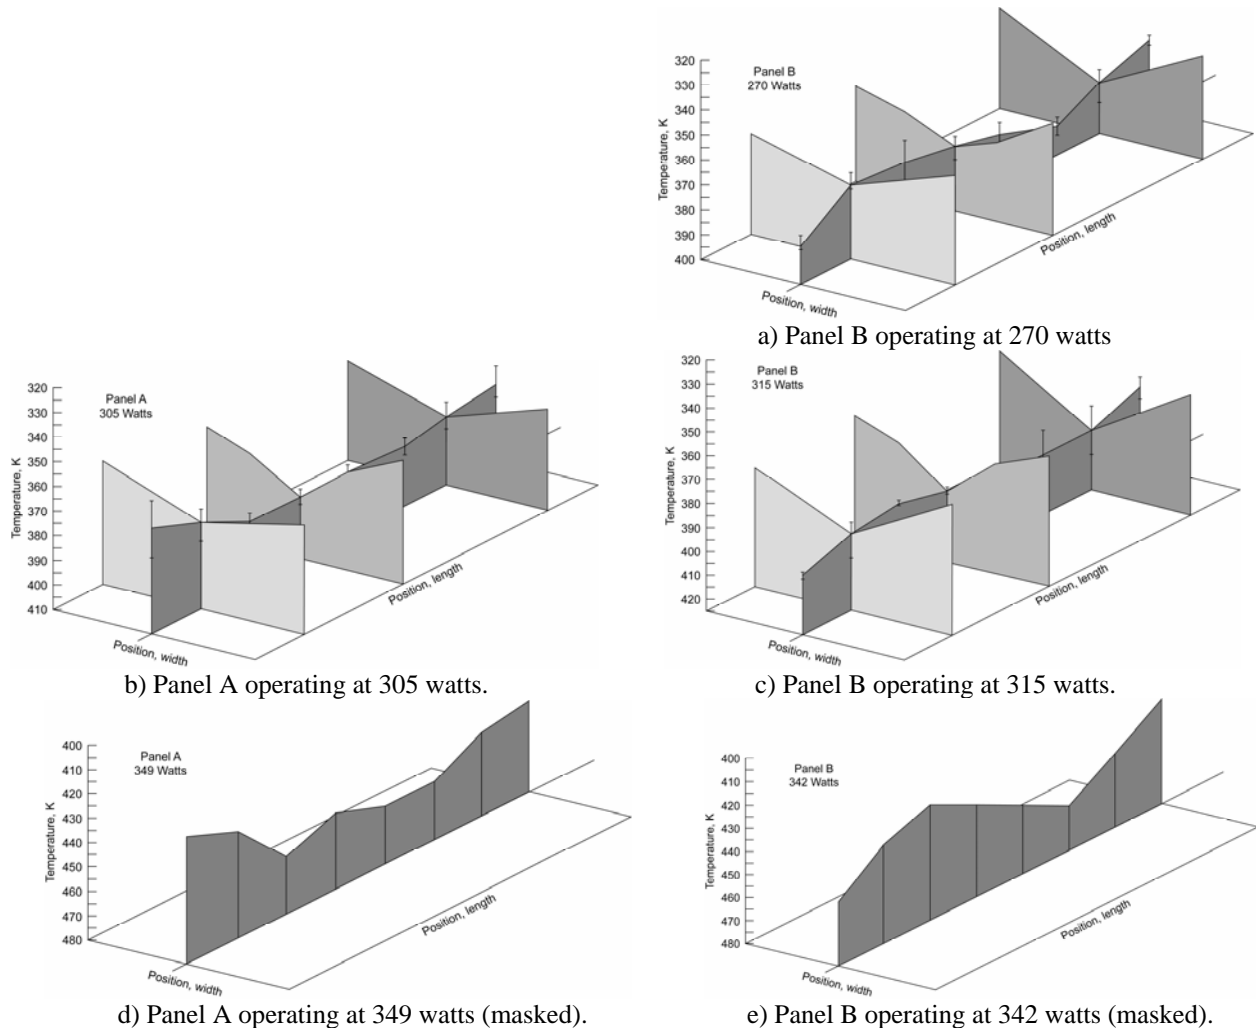 Panel B
270 Watts
Temperature, K
320
330
340
350
360
370
380
390
400
Position, width
Position, length
a) Panel B operating at 270 watts
Panel A
305 Watts
Temperature, K
320
330
340
350
360
370
380
390
400
410
Position, width
Position, length
b) Panel A operating at 305 watts.
Panel B
315 Watts
Temperature, K
320
330
340
350
360
370
380
390
400
410
420
Position, width
Position, length
c) Panel B operating at 315 watts.
Panel A
349 Watts
Temperature, K
400
410
420
430
440
450
460
470
480
Position, width
Position, length
d) Panel A operating at 349 watts (masked).
Panel B
342 Watts
Temperature, K
400
410
420
430
440
450
460
470
480
Position, width
Position, length
e) Panel B operating at 342 watts (masked).